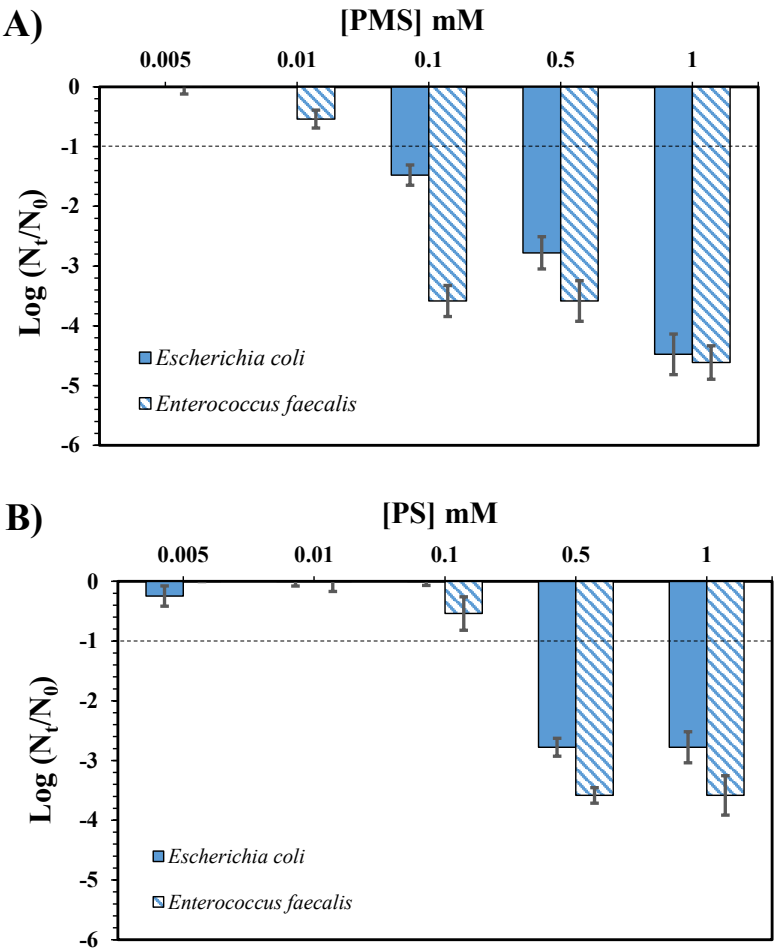 A)
[PMS] mM
0.005 0.01 0.1 0.5 1
0
-1
-2
-3
-4
-5
-6
Log (Nt/N0)
Escherichia coli
Enterococcus faecalis
B)
[PS] mM
0.005 0.01 0.1 0.5 1
0
-1
-2
-3
-4
-5
-6
Log (Nt/N0)
Escherichia coli
Enterococcus faecalis